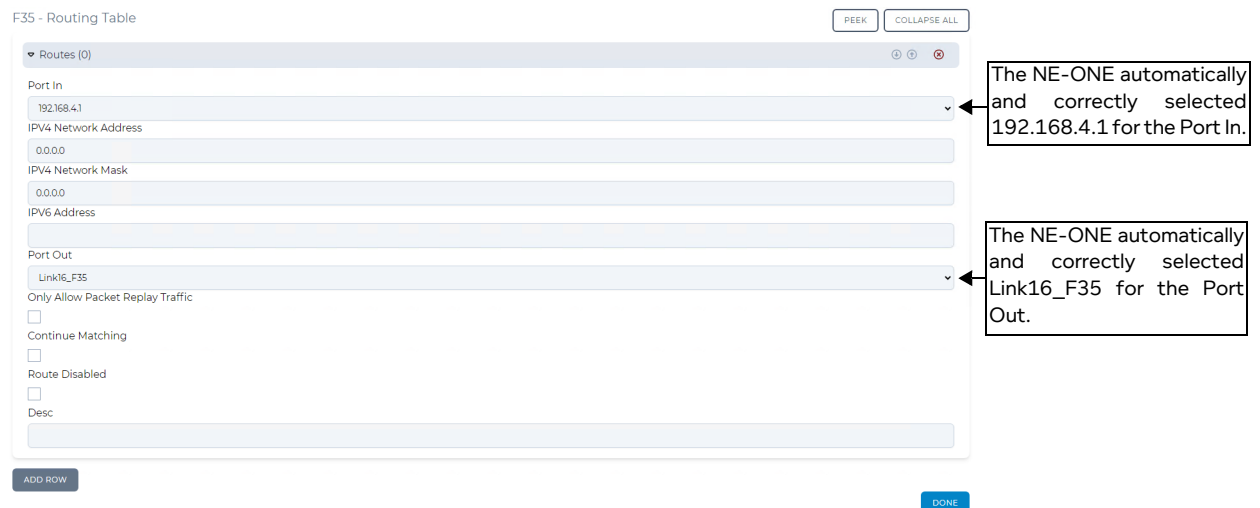 F35 - Routing Table
PEEK
COLLAPSE ALL
Routes (0)
Port In
192.168.4.1
IPV4 Network Address
0.0.0.0
IPV4 Network Mask
0.0.0.0
IPV6 Address
Port Out
Link16_F35
Only Allow Packet Replay Traffic
Continue Matching
Route Disabled
Desc
ADD ROW
DONE
The NE-ONE automatically
and correctly selected
192.168.4.1 for the Port In.
The NE-ONE automatically
and correctly selected
Link16_F35 for the Port
Out.